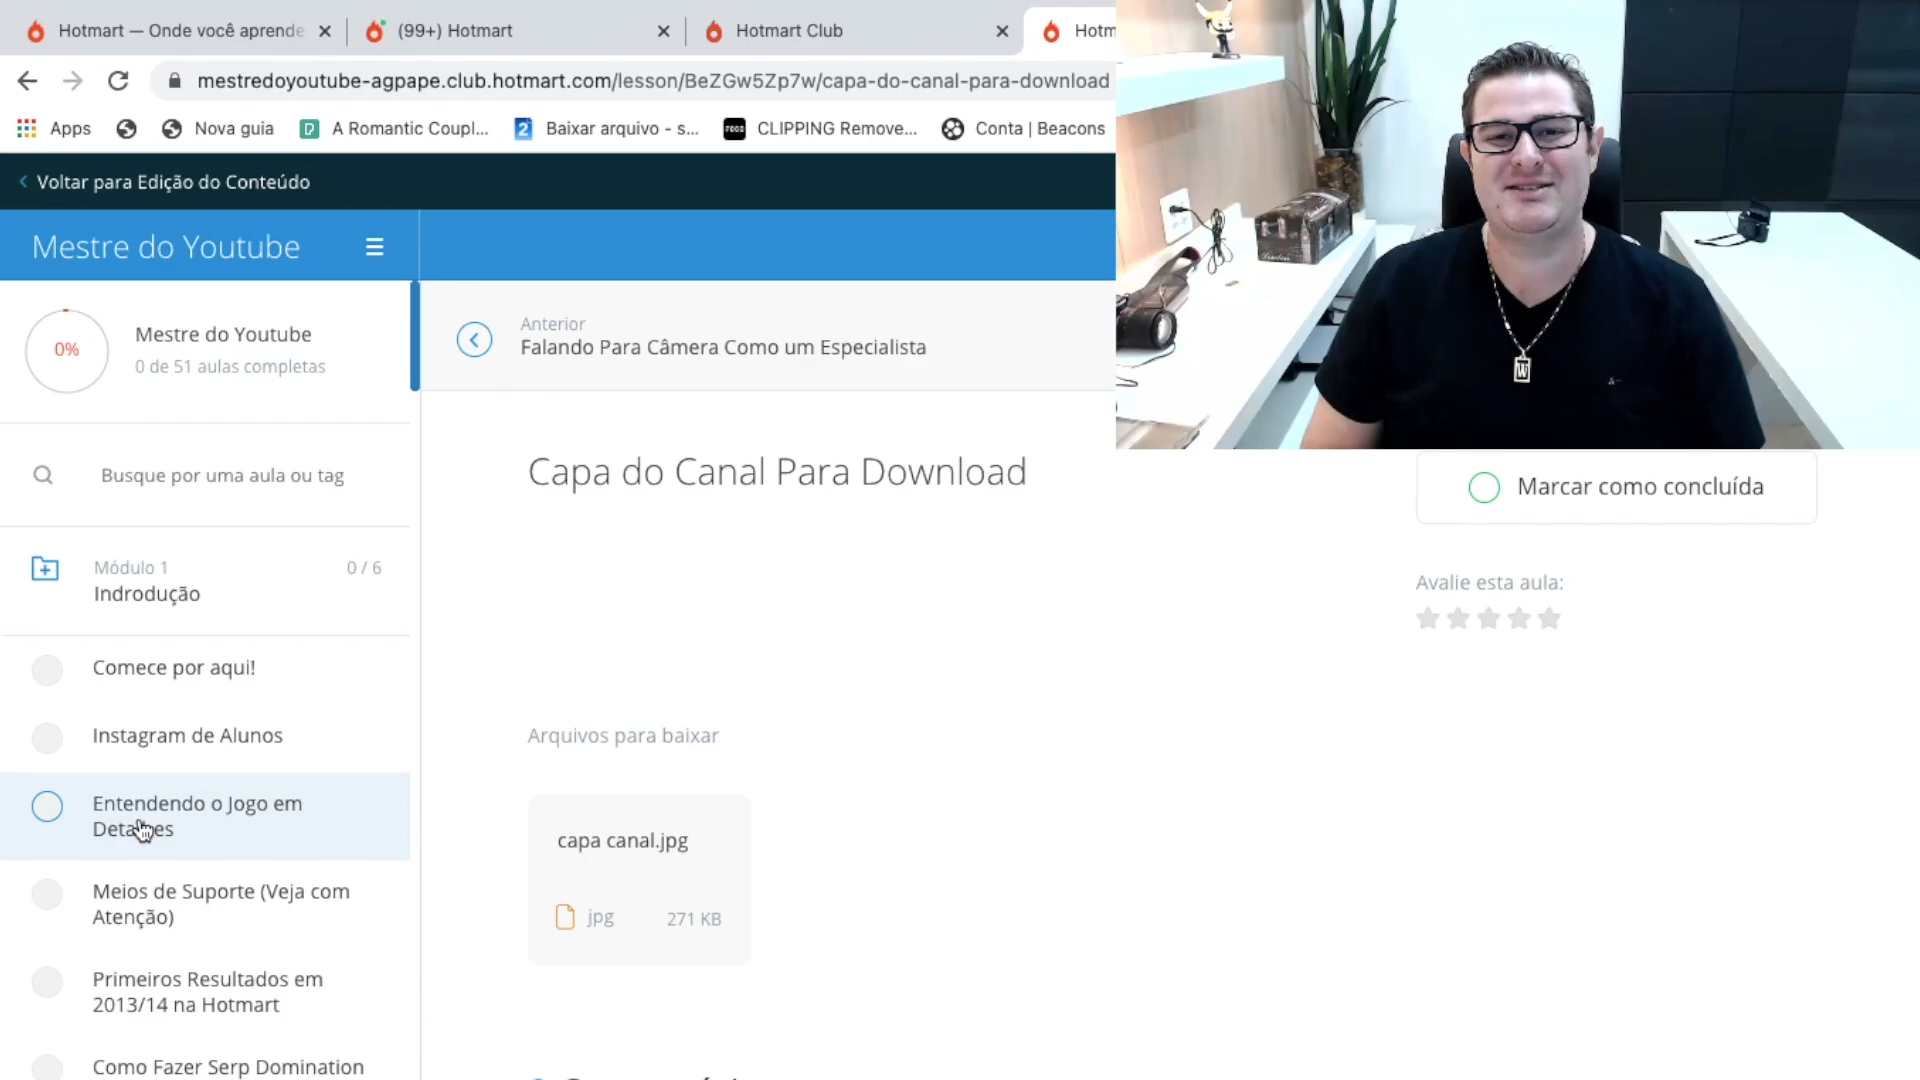 Hotmart — Onde você aprende
(99+) Hotmart
Hotmart Club
Hotm
mestredoyoutube-agpape.club.hotmart.com/lesson/BeZGw5Zp7w/capa-do-canal-para-download
Apps
Nova guia
A Romantic Coupl...
Baixar arquivo - s...
CLIPPING Remove...
Conta | Beacons
Voltar para Edição do Conteúdo
Mestre do Youtube
0%
Mestre do Youtube
0 de 51 aulas completas
Anterior
Falando Para Câmera Como um Especialista
Busque por uma aula ou tag
Capa do Canal Para Download
Marcar como concluída
Avalie esta aula:
Módulo 1
0 / 6
Indrodução
Comece por aqui!
Instagram de Alunos
Entendendo o Jogo em
Detalhes
Meios de Suporte (Veja com
Atenção)
Primeiros Resultados em
2013/14 na Hotmart
Como Fazer Serp Domination
Arquivos para baixar
capa canal.jpg
jpg
271 KB
W